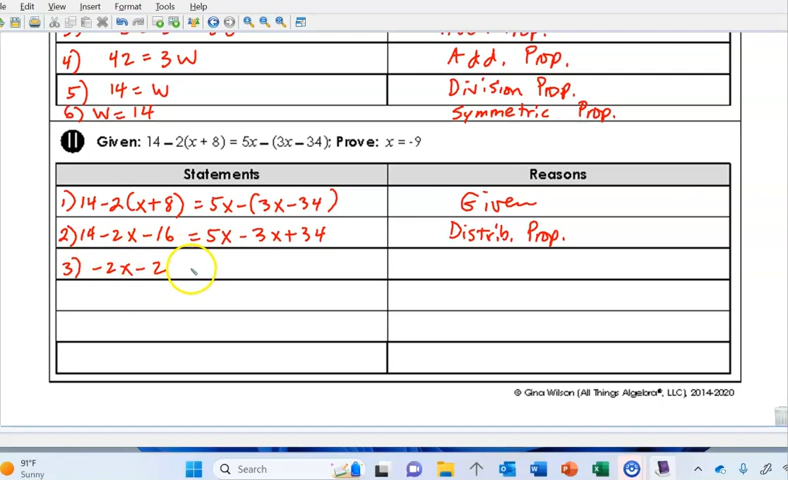 Edit View Format Tools Help
4) 42 = 3W Add. Prop.
5) 14 = W Division Prop.
6) W = 14 Symmetric Prop.
11 Given: 14 – 2(x + 8) = 5x – (3x – 34); Prove: x = -9
Statements Reasons
1) 14-2(x+8) = 5x-(3x-34) Given
2) 14-2x-16 = 5x-3x+34 Distrib. Prop.
3) -2x-2
© Gina Wilson (All Things Algebra®, LLC), 2014-2020
91°F
Sunny
Search